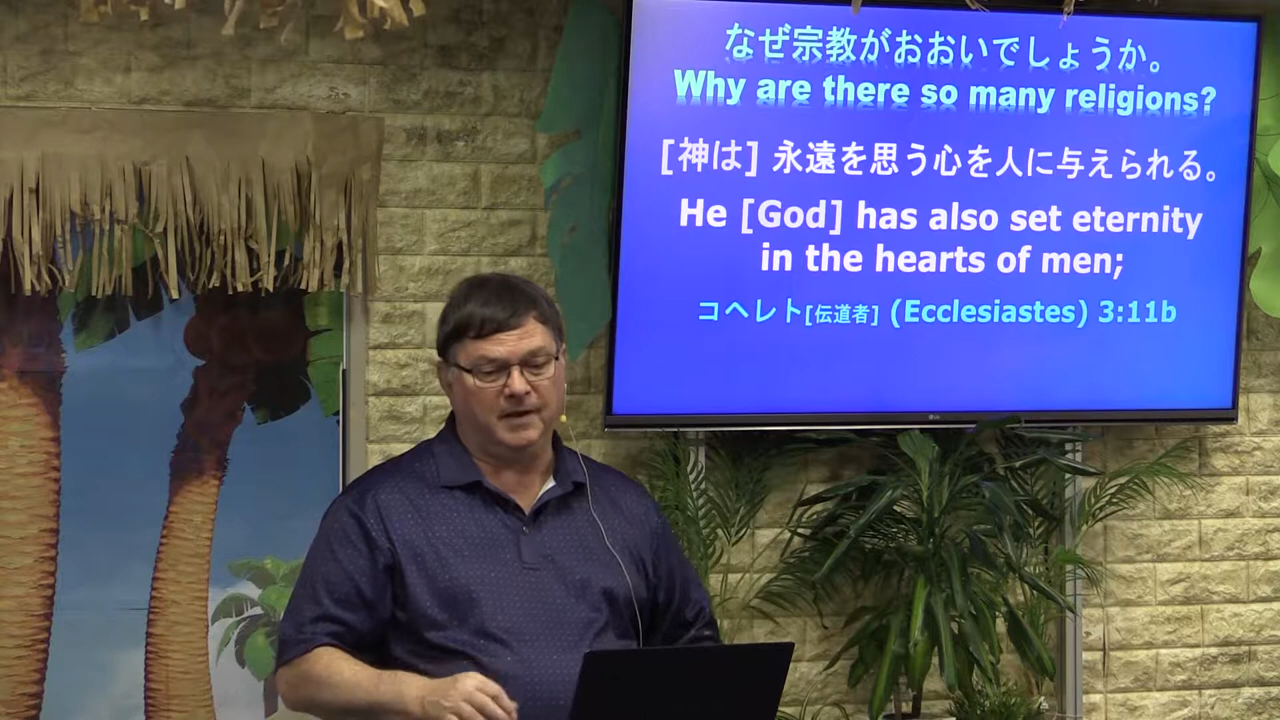 なぜ宗教がおおいでしょうか。
Why are there so many religions?
[神は] 永遠を思う心を人に与えられる。
He [God] has also set eternity
in the hearts of men;
コヘレト[伝道者] (Ecclesiastes) 3:11b
LG